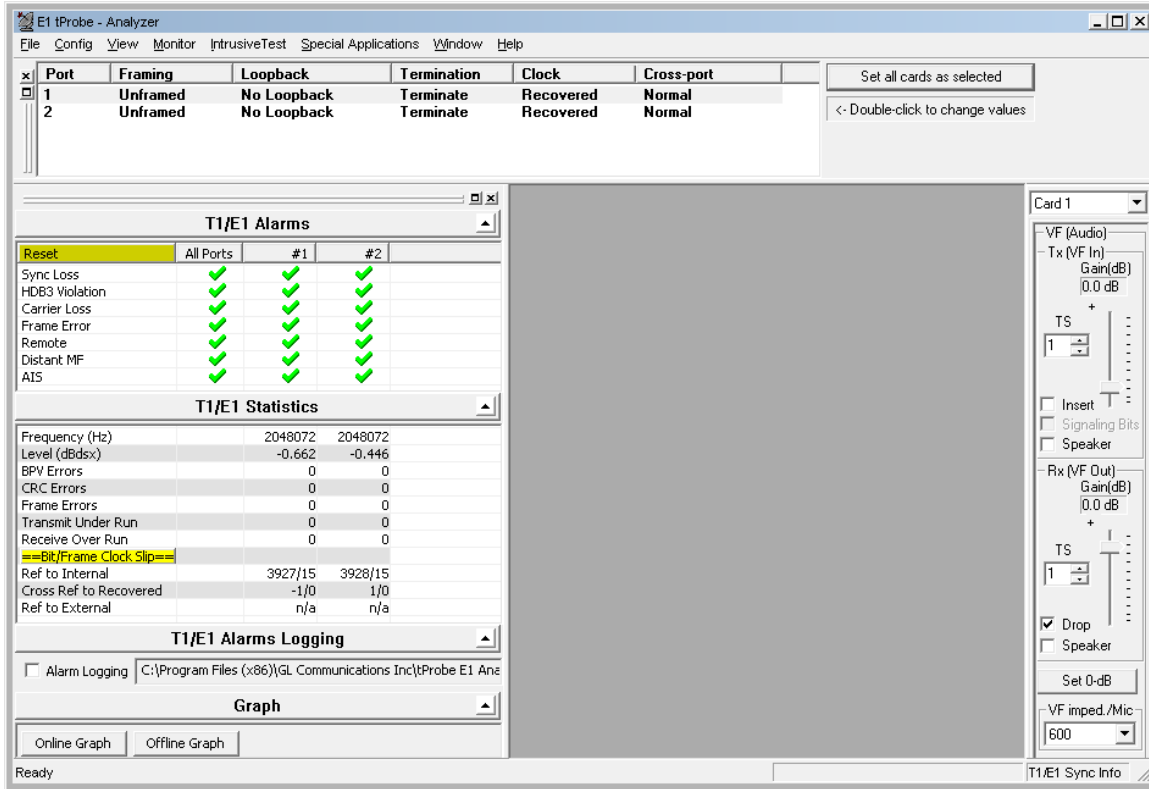 E1 tProbe - Analyzer
File Config View Monitor IntrusiveTest Special Applications Window Help
Port Framing Loopback Termination Clock Cross-port
1 Unframed No Loopback Terminate Recovered Normal
2 Unframed No Loopback Terminate Recovered Normal
Set all cards as selected
<- Double-click to change values
T1/E1 Alarms
Reset All Ports #1 #2
Sync Loss
HDB3 Violation
Carrier Loss
Frame Error
Remote
Distant MF
AIS
T1/E1 Statistics
Frequency (Hz) 2048072 2048072
Level (dBdsx) -0.662 -0.446
BPV Errors 0 0
CRC Errors 0 0
Frame Errors 0 0
Transmit Under Run 0 0
Receive Over Run 0 0
==Bit/Frame Clock Slip==
Ref to Internal 3927/15 3928/15
Cross Ref to Recovered -1/0 1/0
Ref to External n/a n/a
T1/E1 Alarms Logging
Alarm Logging C:\Program Files (x86)\GL Communications Inc\tProbe E1 Ana
Graph
Online Graph Offline Graph
Card 1
VF (Audio)
Tx (VF In)
Gain(dB)
0.0 dB
+
TS
1
-
Insert
Signaling Bits
Speaker
Rx (VF Out)
Gain(dB)
0.0 dB
+
TS
1
-
Drop
Speaker
Set 0-dB
VF imped./Mic
600
Ready
T1/E1 Sync Info